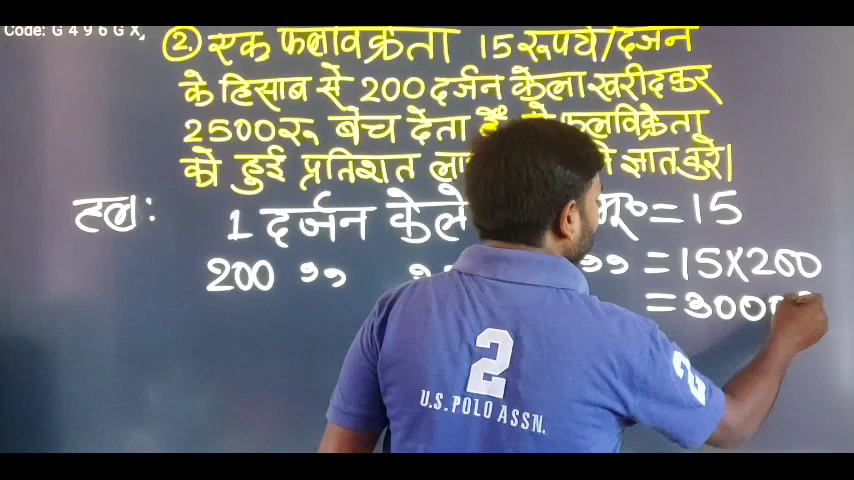 Code: G 4 9 6 G X,
2. एक फलविक्रेता 15 रूपये/दर्जन
के हिसाब से 200 दर्जन केला खरीदकर
2500रू बेच देता है फलविक्रेता
को हुई प्रतिशत ज्ञात करे।
हल:
1 दर्जन केले मू० = 15
200 ,, ,, ,, = 15X200
= 3000
2
U.S. POLO ASSN.
2